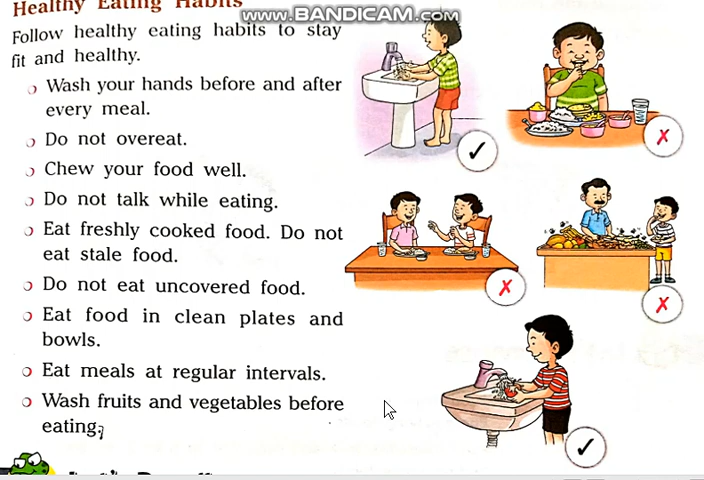 www.BANDICAM.com
Healthy Eating Habits
Follow healthy eating habits to stay
fit and healthy.
Wash your hands before and after
every meal.
Do not overeat.
Chew your food well.
Do not talk while eating.
Eat freshly cooked food. Do not
eat stale food.
Do not eat uncovered food.
Eat food in clean plates and
bowls.
Eat meals at regular intervals.
Wash fruits and vegetables before
eating.